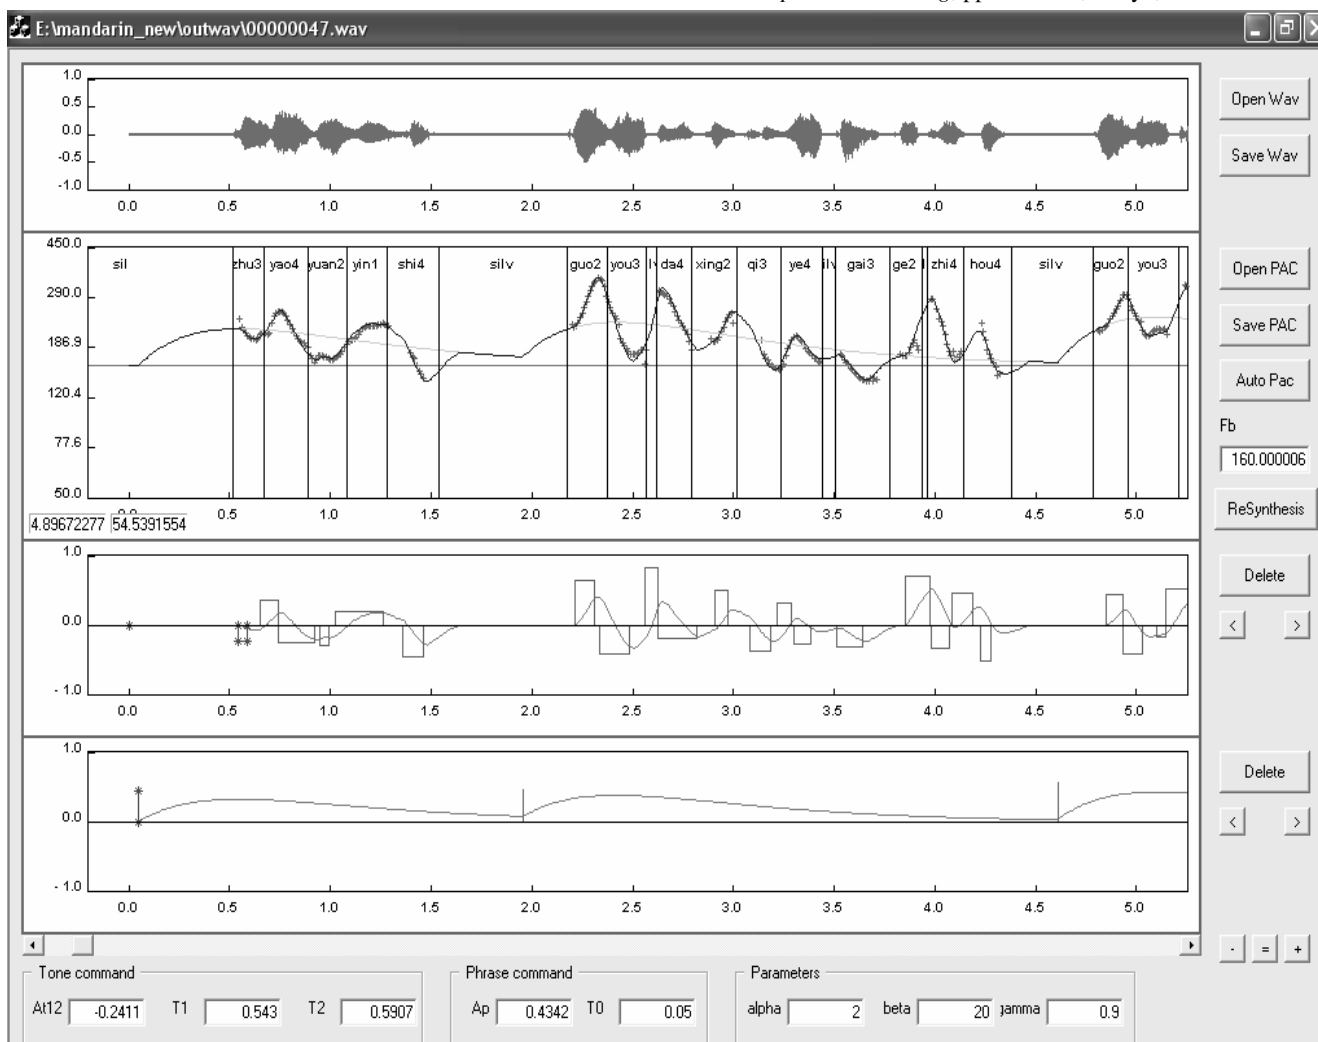 E:\mandarin_new\outwav\00000047.wav
1.0
0.5
0.0
-0.5
-1.0
0.0 0.5 1.0 1.5 2.0 2.5 3.0 3.5 4.0 4.5 5.0
Open Wav
Save Wav
450.0
290.0
186.9
120.4
77.6
50.0
sil zhu3 yao4 yuan2 yin1 shi4 silv guo2 you3 da4 xing2 qi3 ye4 gai3 ge2 zhi4 hou4 silv guo2 you3
0.5 1.0 1.5 2.0 2.5 3.0 3.5 4.0 4.5 5.0
4.89672277 54.5391554
Open PAC
Save PAC
Auto Pac
Fb
160.000006
ReSynthesis
1.0
0.0
- 1.0
0.0 0.5 1.0 1.5 2.0 2.5 3.0 3.5 4.0 4.5 5.0
Delete
< >
1.0
0.0
- 1.0
0.0 0.5 1.0 1.5 2.0 2.5 3.0 3.5 4.0 4.5 5.0
Delete
< >
- = +
Tone command
At12 -0.2411 T1 0.543 T2 0.5907
Phrase command
Ap 0.4342 T0 0.05
Parameters
alpha 2 beta 20 gamma 0.9